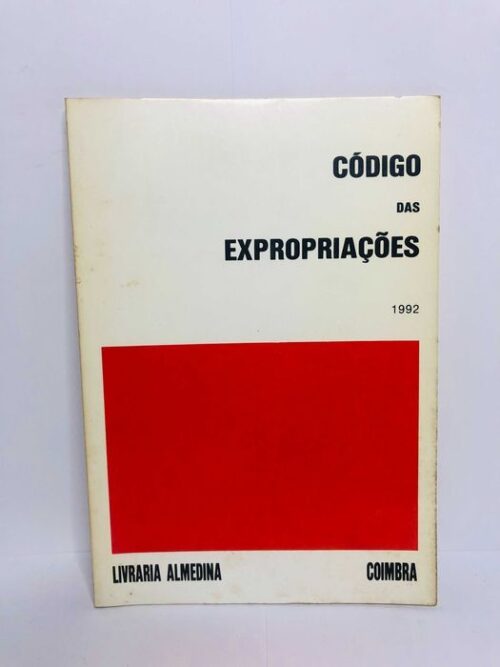 CÓDIGO
DAS
EXPROPRIAÇÕES
1992
LIVRARIA ALMEDINA COIMBRA